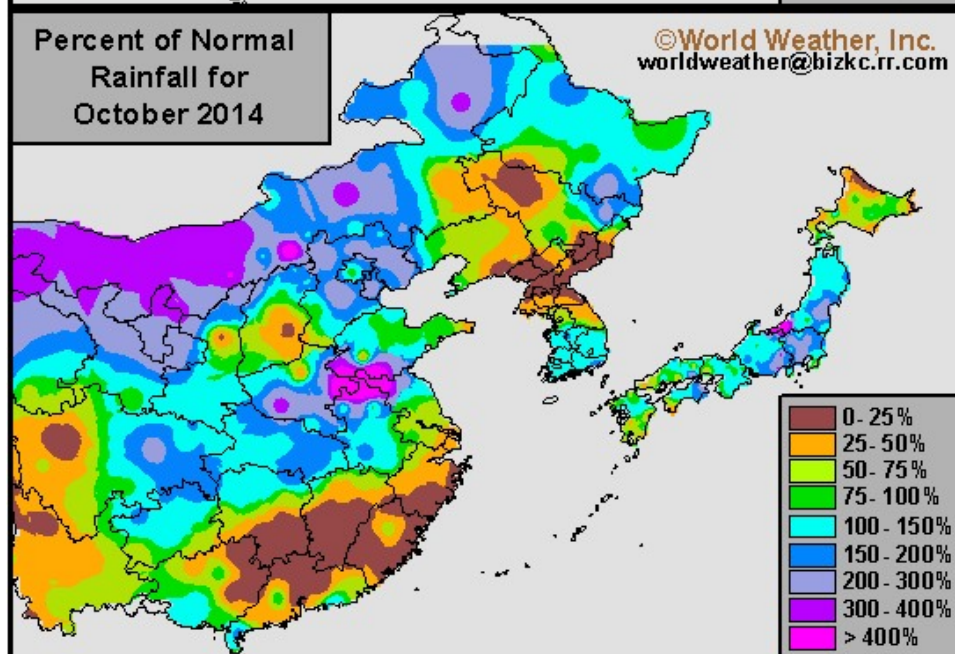 Percent of Normal
Rainfall for
October 2014
©World Weather, Inc.
worldweather@bizkc.rr.com
0-25%
25-50%
50-75%
75-100%
100-150%
150-200%
200-300%
300-400%
>400%